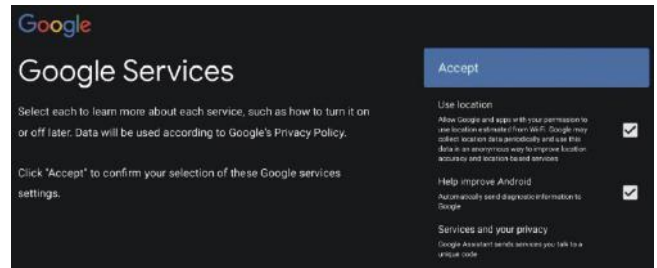 Google
Google Services
Select each to learn more about each service, such as how to turn it on
or off later. Data will be used according to Google's Privacy Policy.
Click "Accept" to confirm your selection of these Google services
settings.
Accept
Use location
Allow Google and apps with your permission to
use location estimated from Wi-Fi. Google may
collect location data periodically and use this
data in an anonymous way to improve location
accuracy and location-based services
Help improve Android
Automatically send diagnostic information to
Google
Services and your privacy
Google Assistant sends services you talk to a
unique code